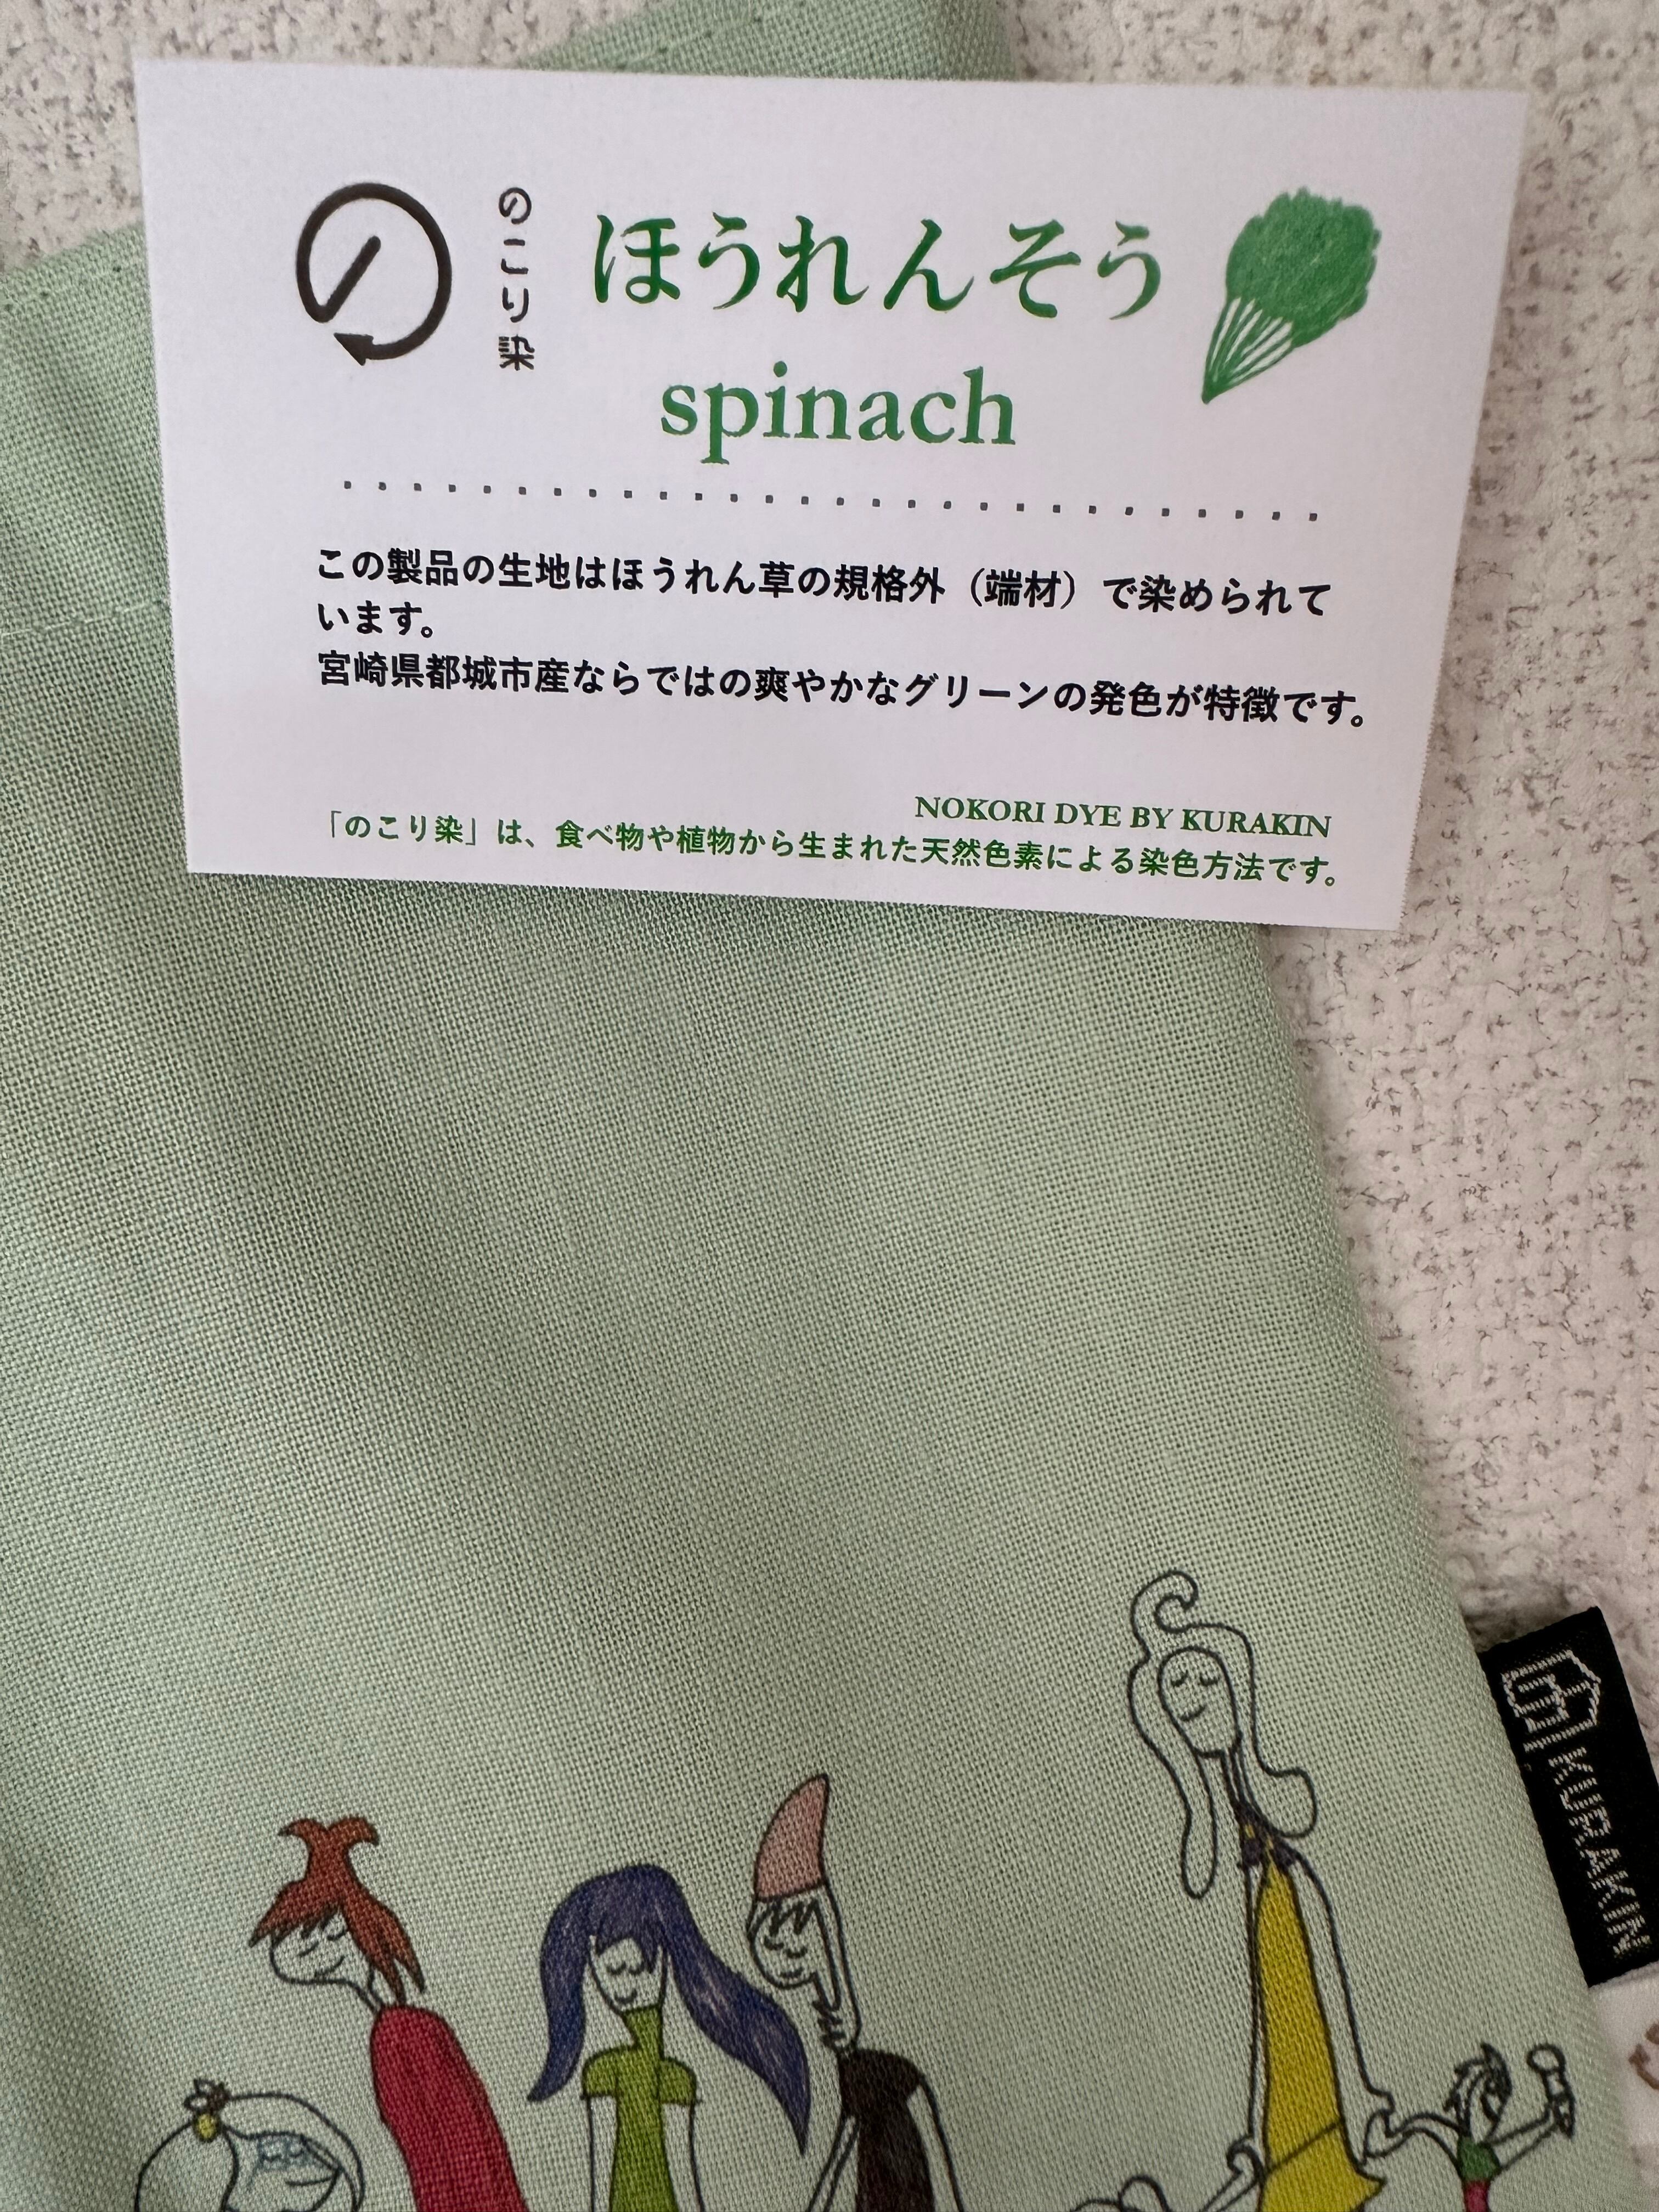 のこり染
ほうれんそう
spinach
この製品の生地はほうれん草の規格外（端材）で染められて
います。
宮崎県都城市産ならではの爽やかなグリーンの発色が特徴です。
NOKORI DYE BY KURAKIN
「のこり染」は、食べ物や植物から生まれた天然色素による染色方法です。
KURAKIN